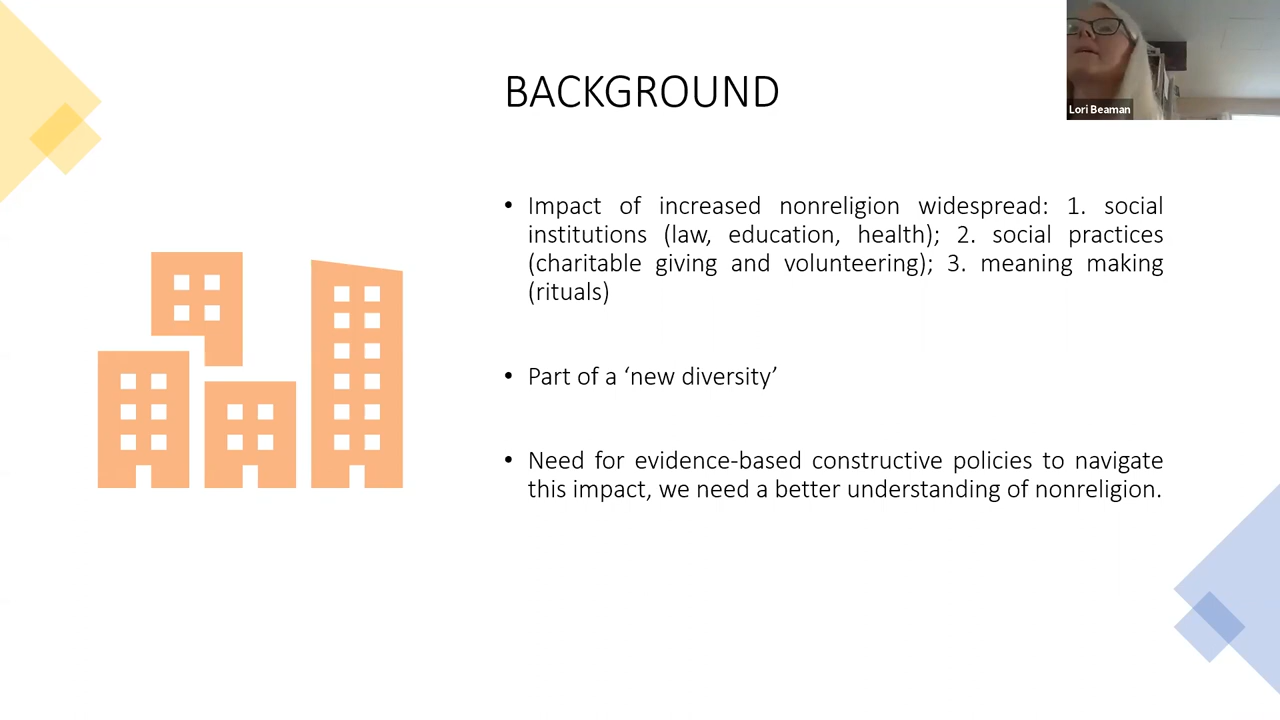 BACKGROUND
Lori Beaman
• Impact of increased nonreligion widespread: 1. social
institutions (law, education, health); 2. social practices
(charitable giving and volunteering); 3. meaning making
(rituals)
• Part of a ‘new diversity’
• Need for evidence-based constructive policies to navigate
this impact, we need a better understanding of nonreligion.